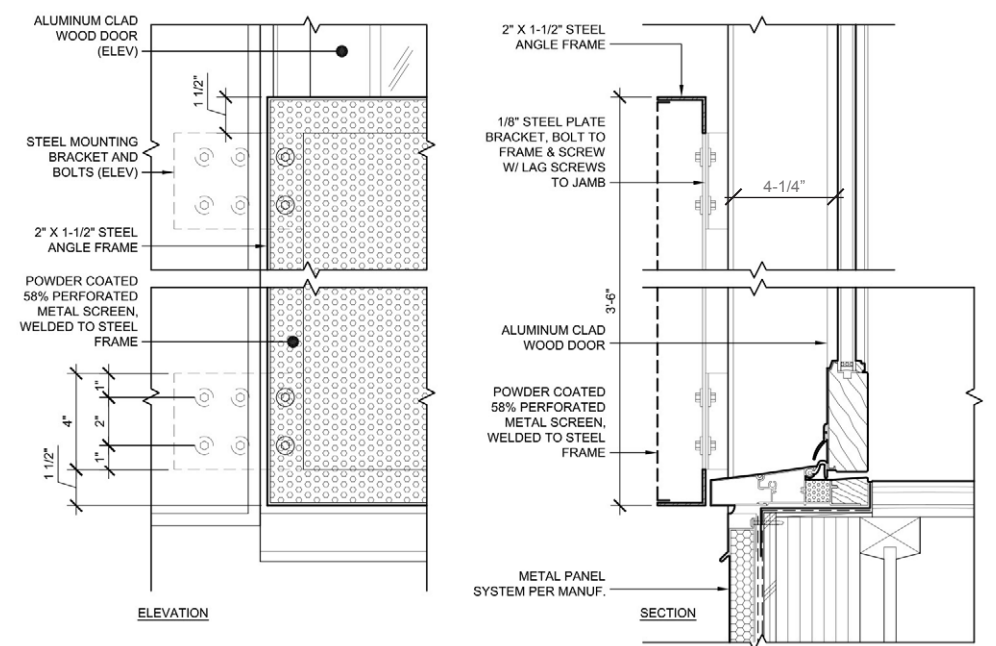 ALUMINUM CLAD
WOOD DOOR
(ELEV)
1 1/2"
STEEL MOUNTING
BRACKET AND
BOLTS (ELEV)
2" X 1-1/2" STEEL
ANGLE FRAME
POWDER COATED
58% PERFORATED
METAL SCREEN,
WELDED TO STEEL
FRAME
1"
4"
2"
1"
1 1/2"
ELEVATION
2" X 1-1/2" STEEL
ANGLE FRAME
1/8" STEEL PLATE
BRACKET, BOLT TO
FRAME & SCREW
W/ LAG SCREWS
TO JAMB
4-1/4”
3'-6"
ALUMINUM CLAD
WOOD DOOR
POWDER COATED
58% PERFORATED
METAL SCREEN,
WELDED TO STEEL
FRAME
METAL PANEL
SYSTEM PER MANUF.
SECTION